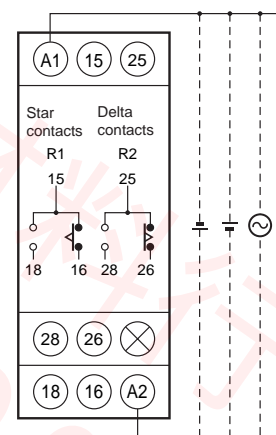 A1 15 25
Star contacts
Delta contacts
R1 R2
15 25
18 16 28 26
28 26
18 16 A2